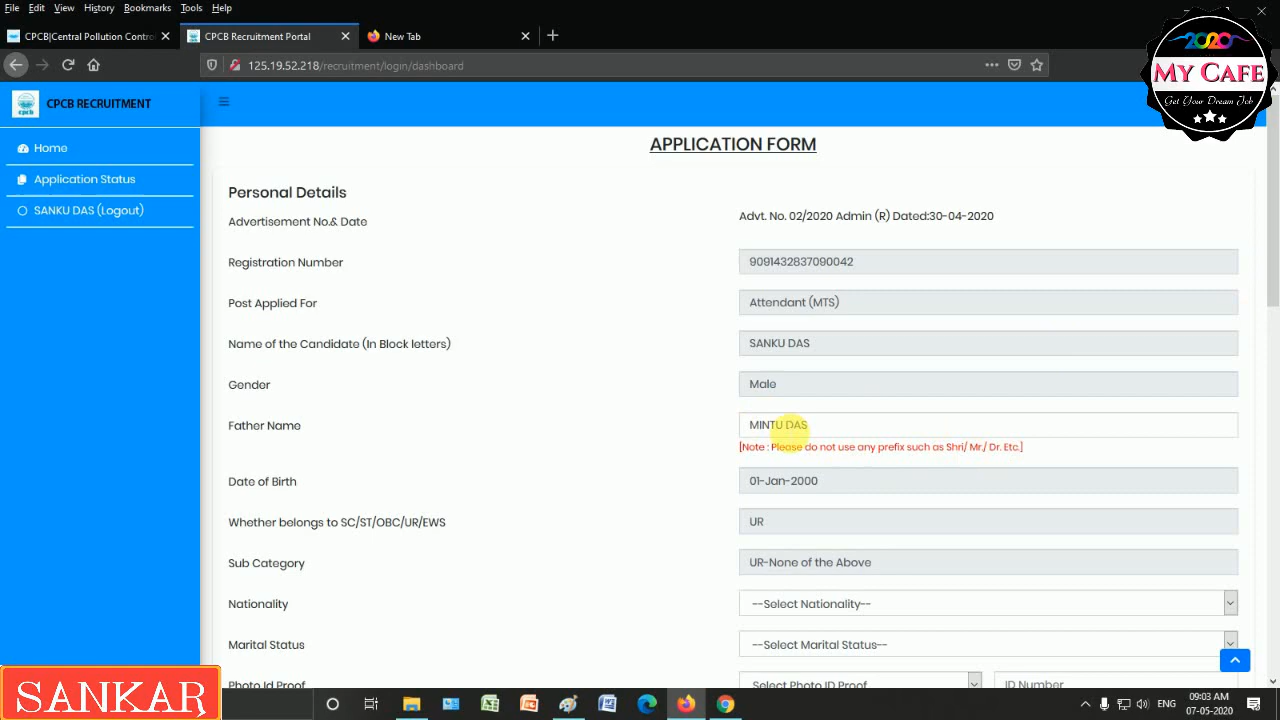 File Edit View History Bookmarks Tools Help
CPCB|Central Pollution Contro
CPCB Recruitment Portal
New Tab
125.19.52.218/recruitment/login/dashboard
2020
MY CAFE
Get Your Dream Job
cpcb
CPCB RECRUITMENT
Home
Application Status
SANKU DAS (Logout)
APPLICATION FORM
Personal Details
Advertisement No.& Date
Advt. No. 02/2020 Admin (R) Dated:30-04-2020
Registration Number
9091432837090042
Post Applied For
Attendant (MTS)
Name of the Candidate (In Block letters)
SANKU DAS
Gender
Male
Father Name
MINTU DAS
[Note : Please do not use any prefix such as Shri/ Mr./ Dr. Etc.]
Date of Birth
01-Jan-2000
Whether belongs to SC/ST/OBC/UR/EWS
UR
Sub Category
UR-None of the Above
Nationality
--Select Nationality--
Marital Status
--Select Marital Status--
Photo Id Proof
Select Photo ID Proof
ID Number
SANKAR
ENG
09:03 AM
07-05-2020